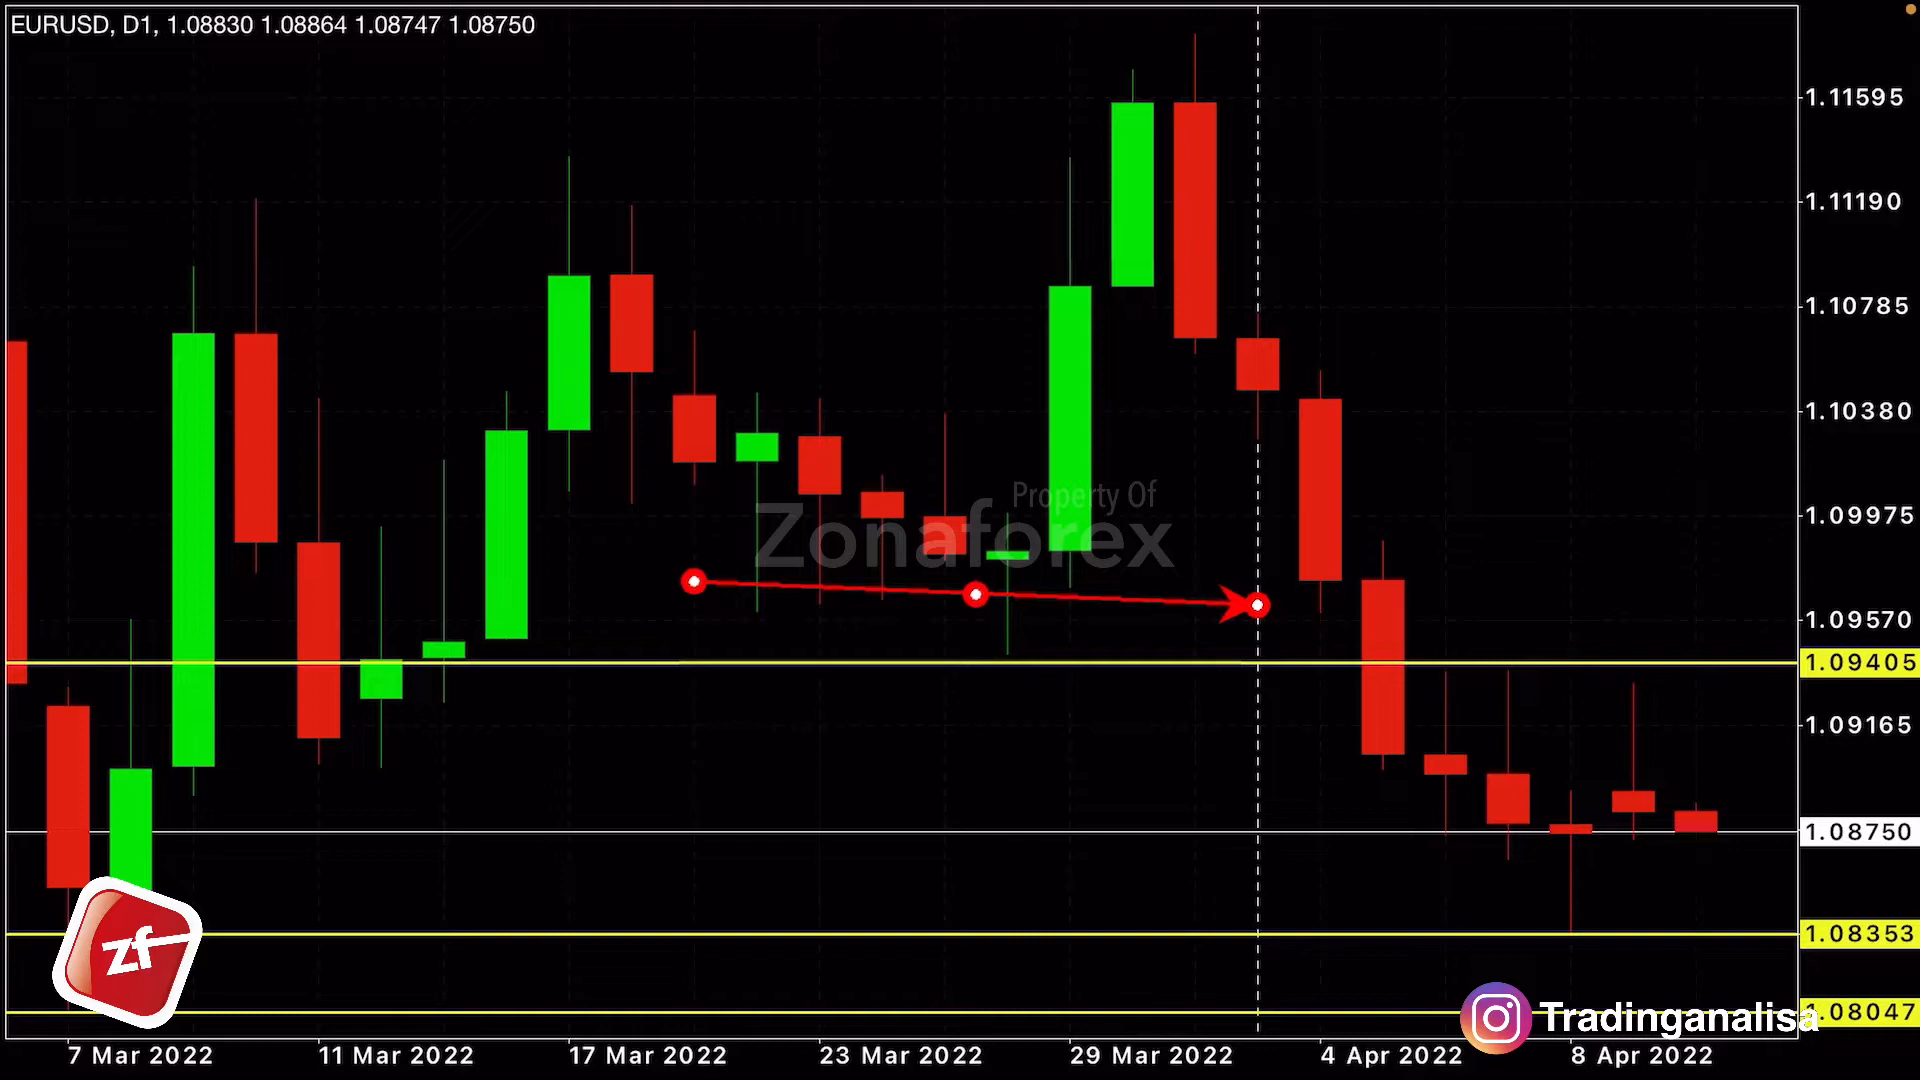 EURUSD, D1, 1.08830 1.08864 1.08747 1.08750
1.11595
1.11190
1.10785
1.10380
1.09975
1.09570
1.09405
1.09165
1.08750
1.08353
1.08047
Property Of
Zonaforex
zf
Tradinganalisa
7 Mar 2022 11 Mar 2022 17 Mar 2022 23 Mar 2022 29 Mar 2022 4 Apr 2022 8 Apr 2022